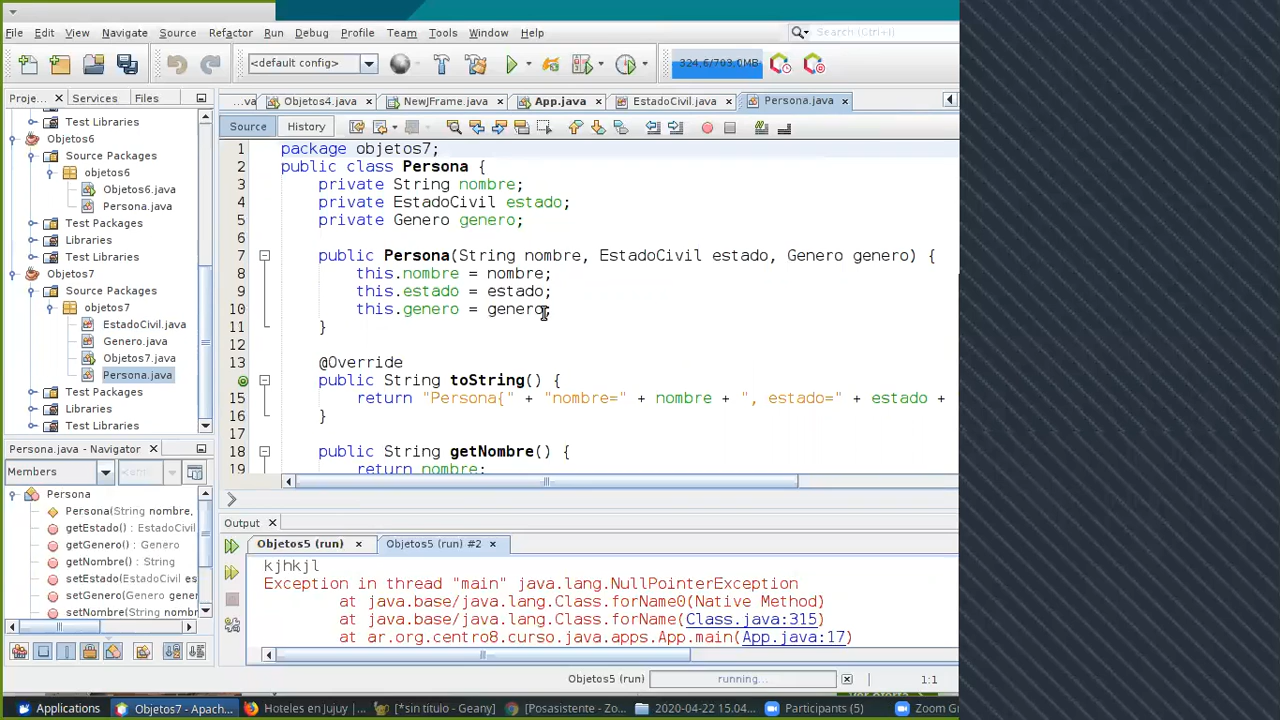 File Edit View Navigate Source Refactor Run Debug Profile Team Tools Window Help
Search (Ctrl+I)
<default config>
324,6/703,0MB
Proje... Services Files
...va Objetos4.java NewJFrame.java App.java EstadoCivil.java Persona.java
Source History
Test Libraries
Objetos6
Source Packages
objetos6
Objetos6.java
Persona.java
Test Packages
Libraries
Test Libraries
Objetos7
Source Packages
objetos7
EstadoCivil.java
Genero.java
Objetos7.java
Persona.java
Test Packages
Libraries
Test Libraries
1 package objetos7;
2 public class Persona {
3 private String nombre;
4 private EstadoCivil estado;
5 private Genero genero;
6
7 public Persona(String nombre, EstadoCivil estado, Genero genero) {
8 this.nombre = nombre;
9 this.estado = estado;
10 this.genero = genero;
11 }
12
13 @Override
14 public String toString() {
15 return "Persona{" + "nombre=" + nombre + ", estado=" + estado +
16 }
17
18 public String getNombre() {
19 return nombre;
Persona.java - Navigator
Members
Persona
Persona(String nombre,
getEstado() : EstadoCivil
getGenero() : Genero
getNombre() : String
setEstado(EstadoCivil es
setGenero(Genero gener
setNombre(String nombr
Output
Objetos5 (run) Objetos5 (run) #2
kjhkjl
Exception in thread "main" java.lang.NullPointerException
at java.base/java.lang.Class.forName0(Native Method)
at java.base/java.lang.Class.forName(Class.java:315)
at ar.org.centro8.curso.java.apps.App.main(App.java:17)
Objetos5 (run) running... 1:1
Applications Objetos7 - Apach... Hoteles en Jujuy |... [*sin título - Geany] [Posasistente - Zo... 2020-04-22 15.04... Participants (5) Zoom Gr